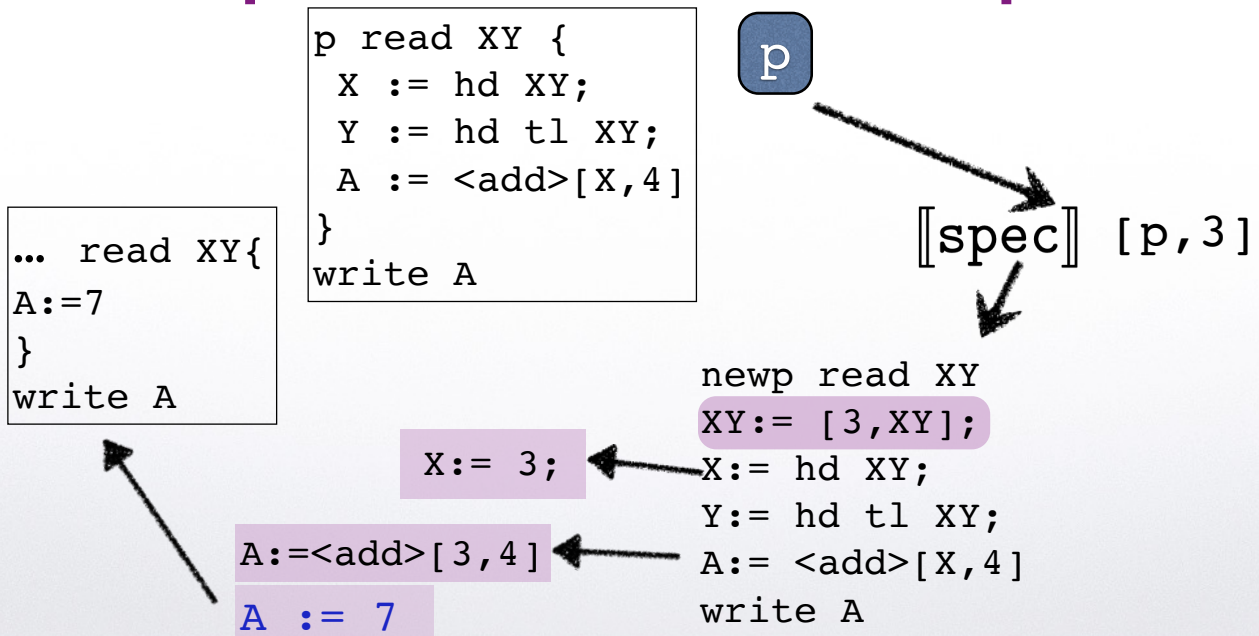 p read XY {
X := hd XY;
Y := hd tl XY;
A := <add>[X,4]
}
write A
p
⟦spec⟧ [p,3]
… read XY{
A:=7
}
write A
newp read XY
XY:= [3,XY];
X:= hd XY;
Y:= hd tl XY;
A:= <add>[X,4]
write A
X:= 3;
A:=<add>[3,4]
A := 7